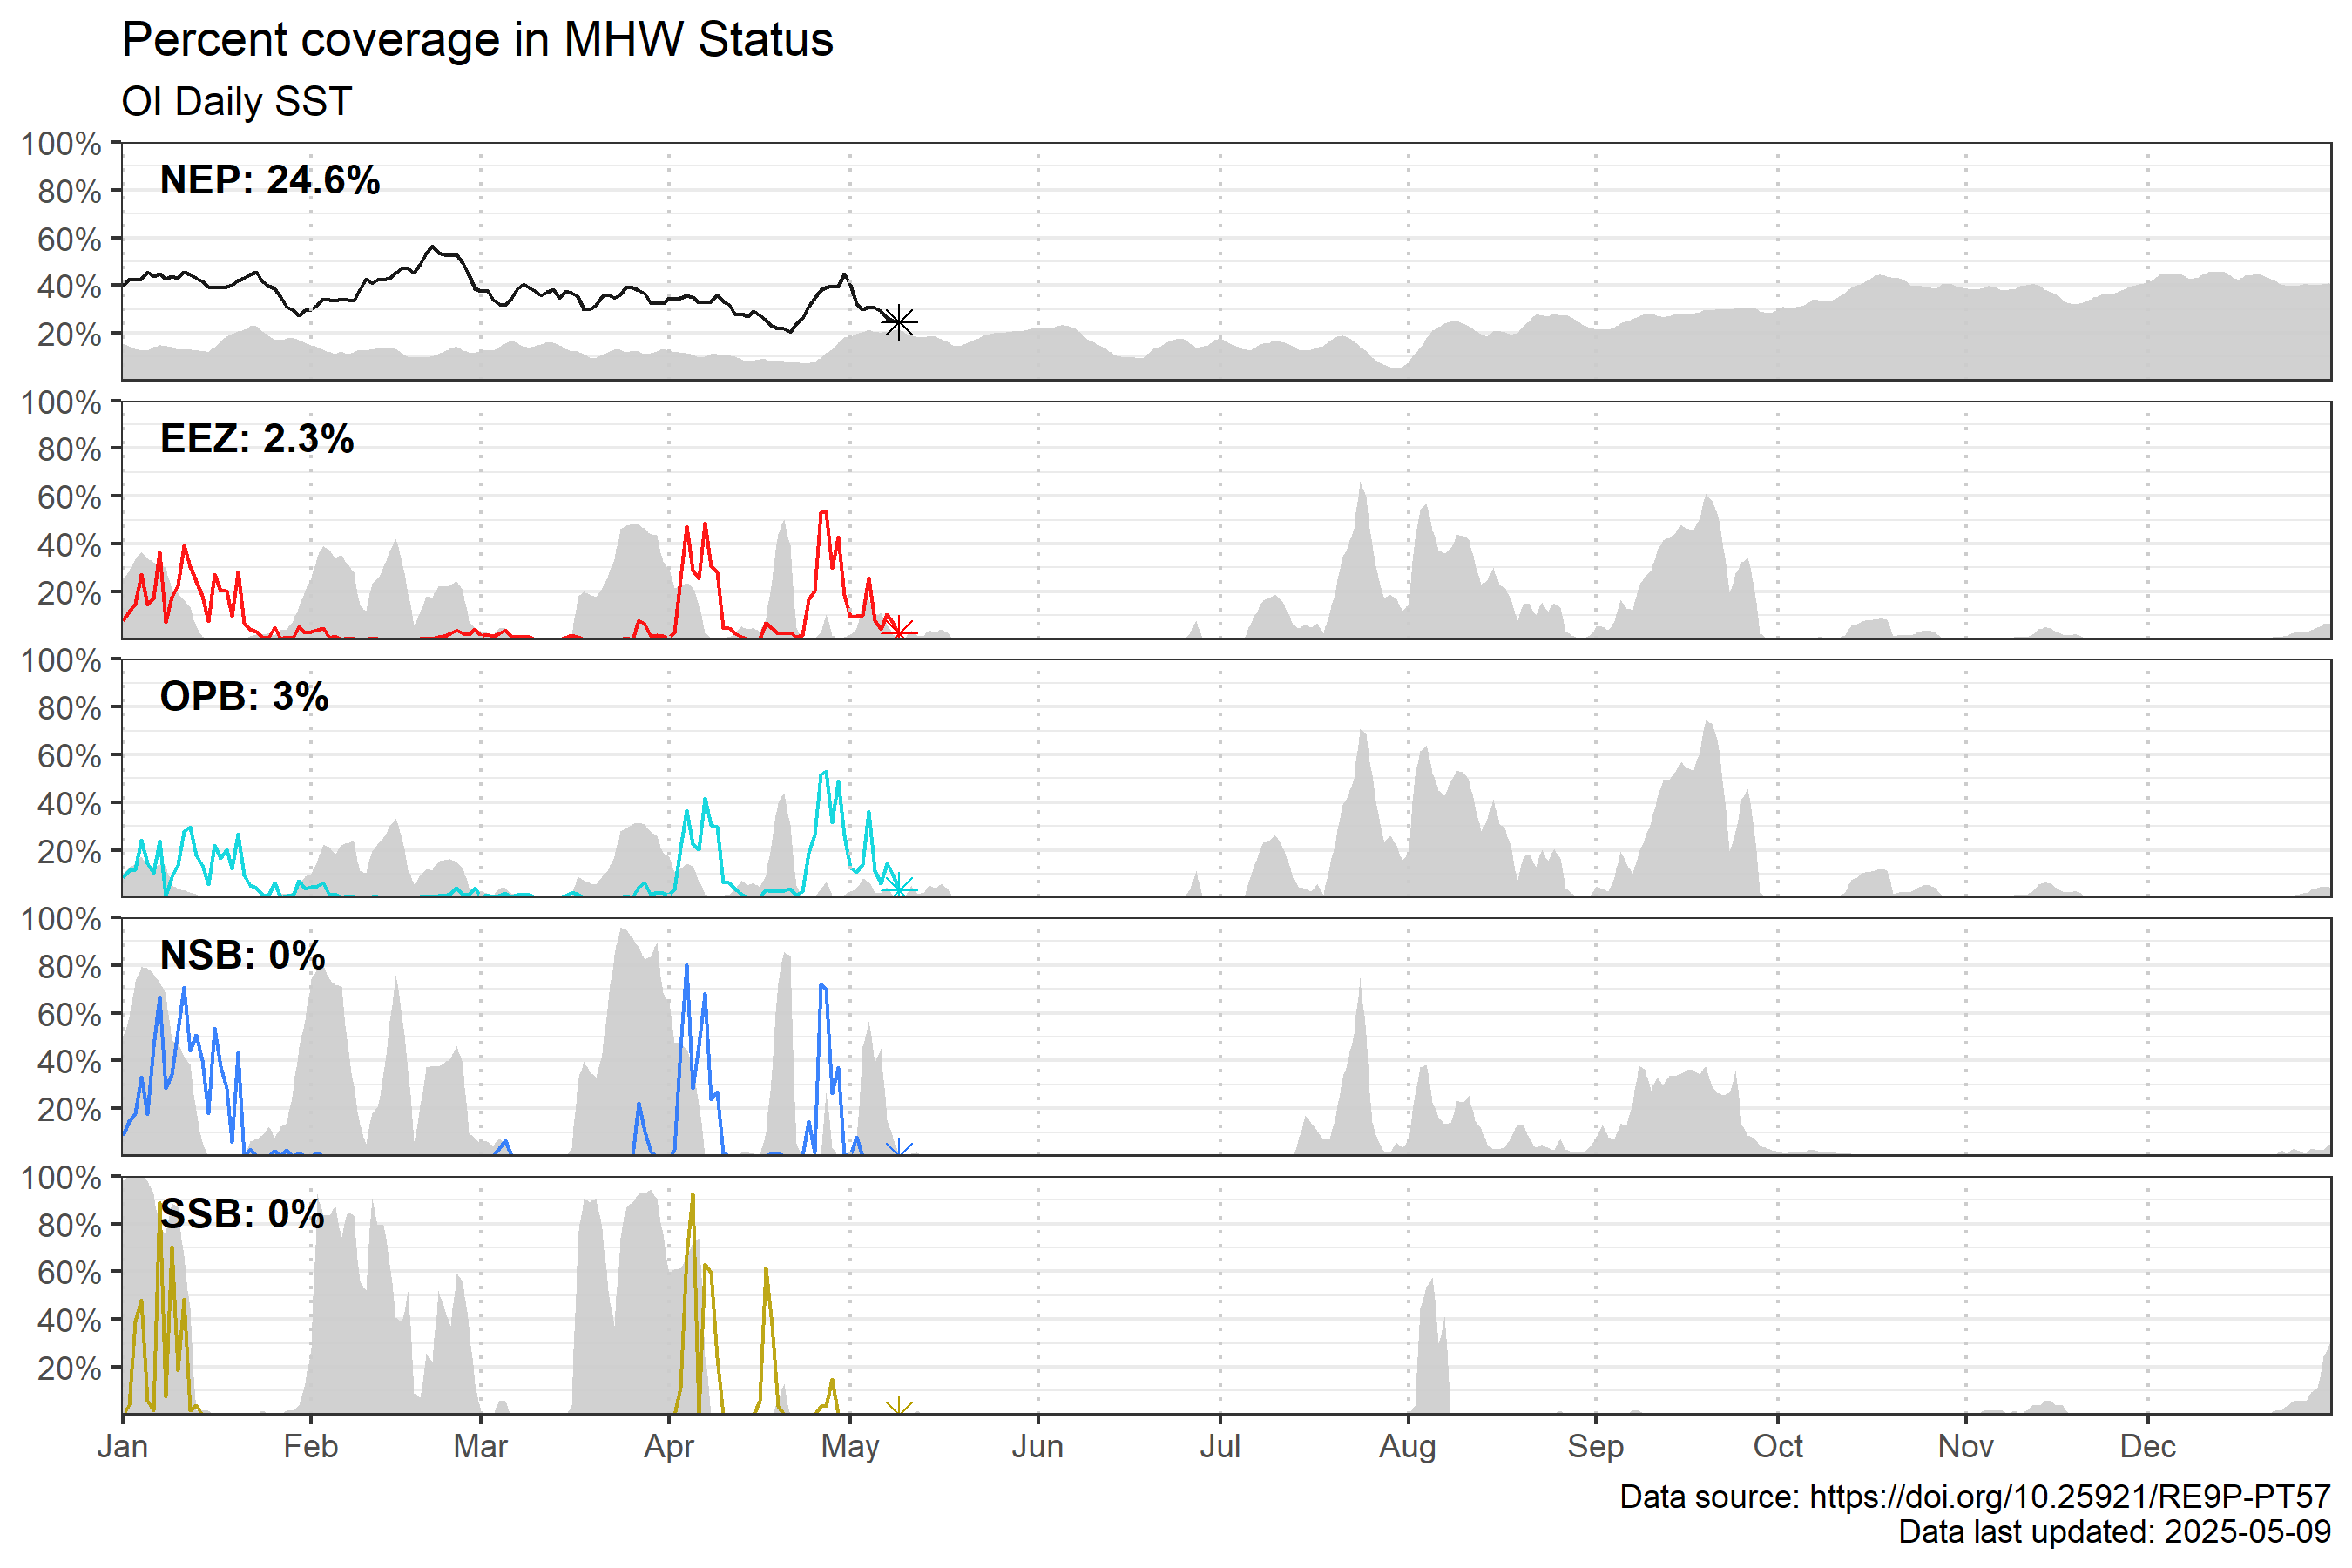 Percent coverage in MHW Status
OI Daily SST
100%
80%
60%
40%
20%
NEP: 24.6%
100%
80%
60%
40%
20%
EEZ: 2.3%
100%
80%
60%
40%
20%
OPB: 3%
100%
80%
60%
40%
20%
NSB: 0%
100%
80%
60%
40%
20%
SSB: 0%
Jan Feb Mar Apr May Jun Jul Aug Sep Oct Nov Dec
Data source: https://doi.org/10.25921/RE9P-PT57
Data last updated: 2025-05-09